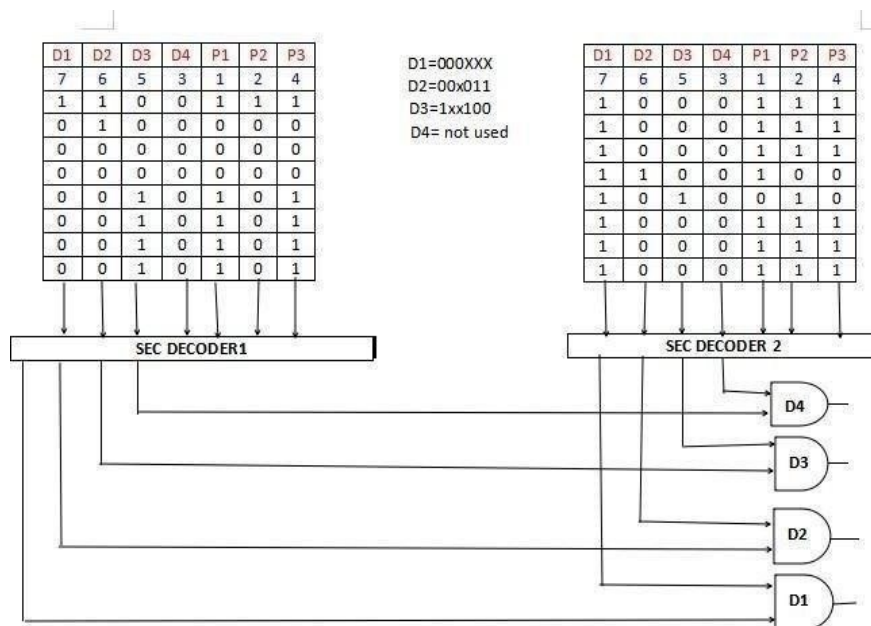 D1 D2 D3 D4 P1 P2 P3
7 6 5 3 1 2 4
1 1 0 0 1 1 1
0 1 0 0 0 0 0
0 0 0 0 0 0 0
0 0 0 0 0 0 0
0 0 1 0 1 0 1
0 0 1 0 1 0 1
0 0 1 0 1 0 1
0 0 1 0 1 0 1
D1=000XXX
D2=00x011
D3=1xx100
D4= not used
D1 D2 D3 D4 P1 P2 P3
7 6 5 3 1 2 4
1 0 0 0 1 1 1
1 0 0 0 1 1 1
1 0 0 0 1 1 1
1 1 0 0 1 0 0
1 0 1 0 0 1 0
1 0 0 0 1 1 1
1 0 0 0 1 1 1
1 0 0 0 1 1 1
SEC DECODER1
SEC DECODER 2
D4
D3
D2
D1